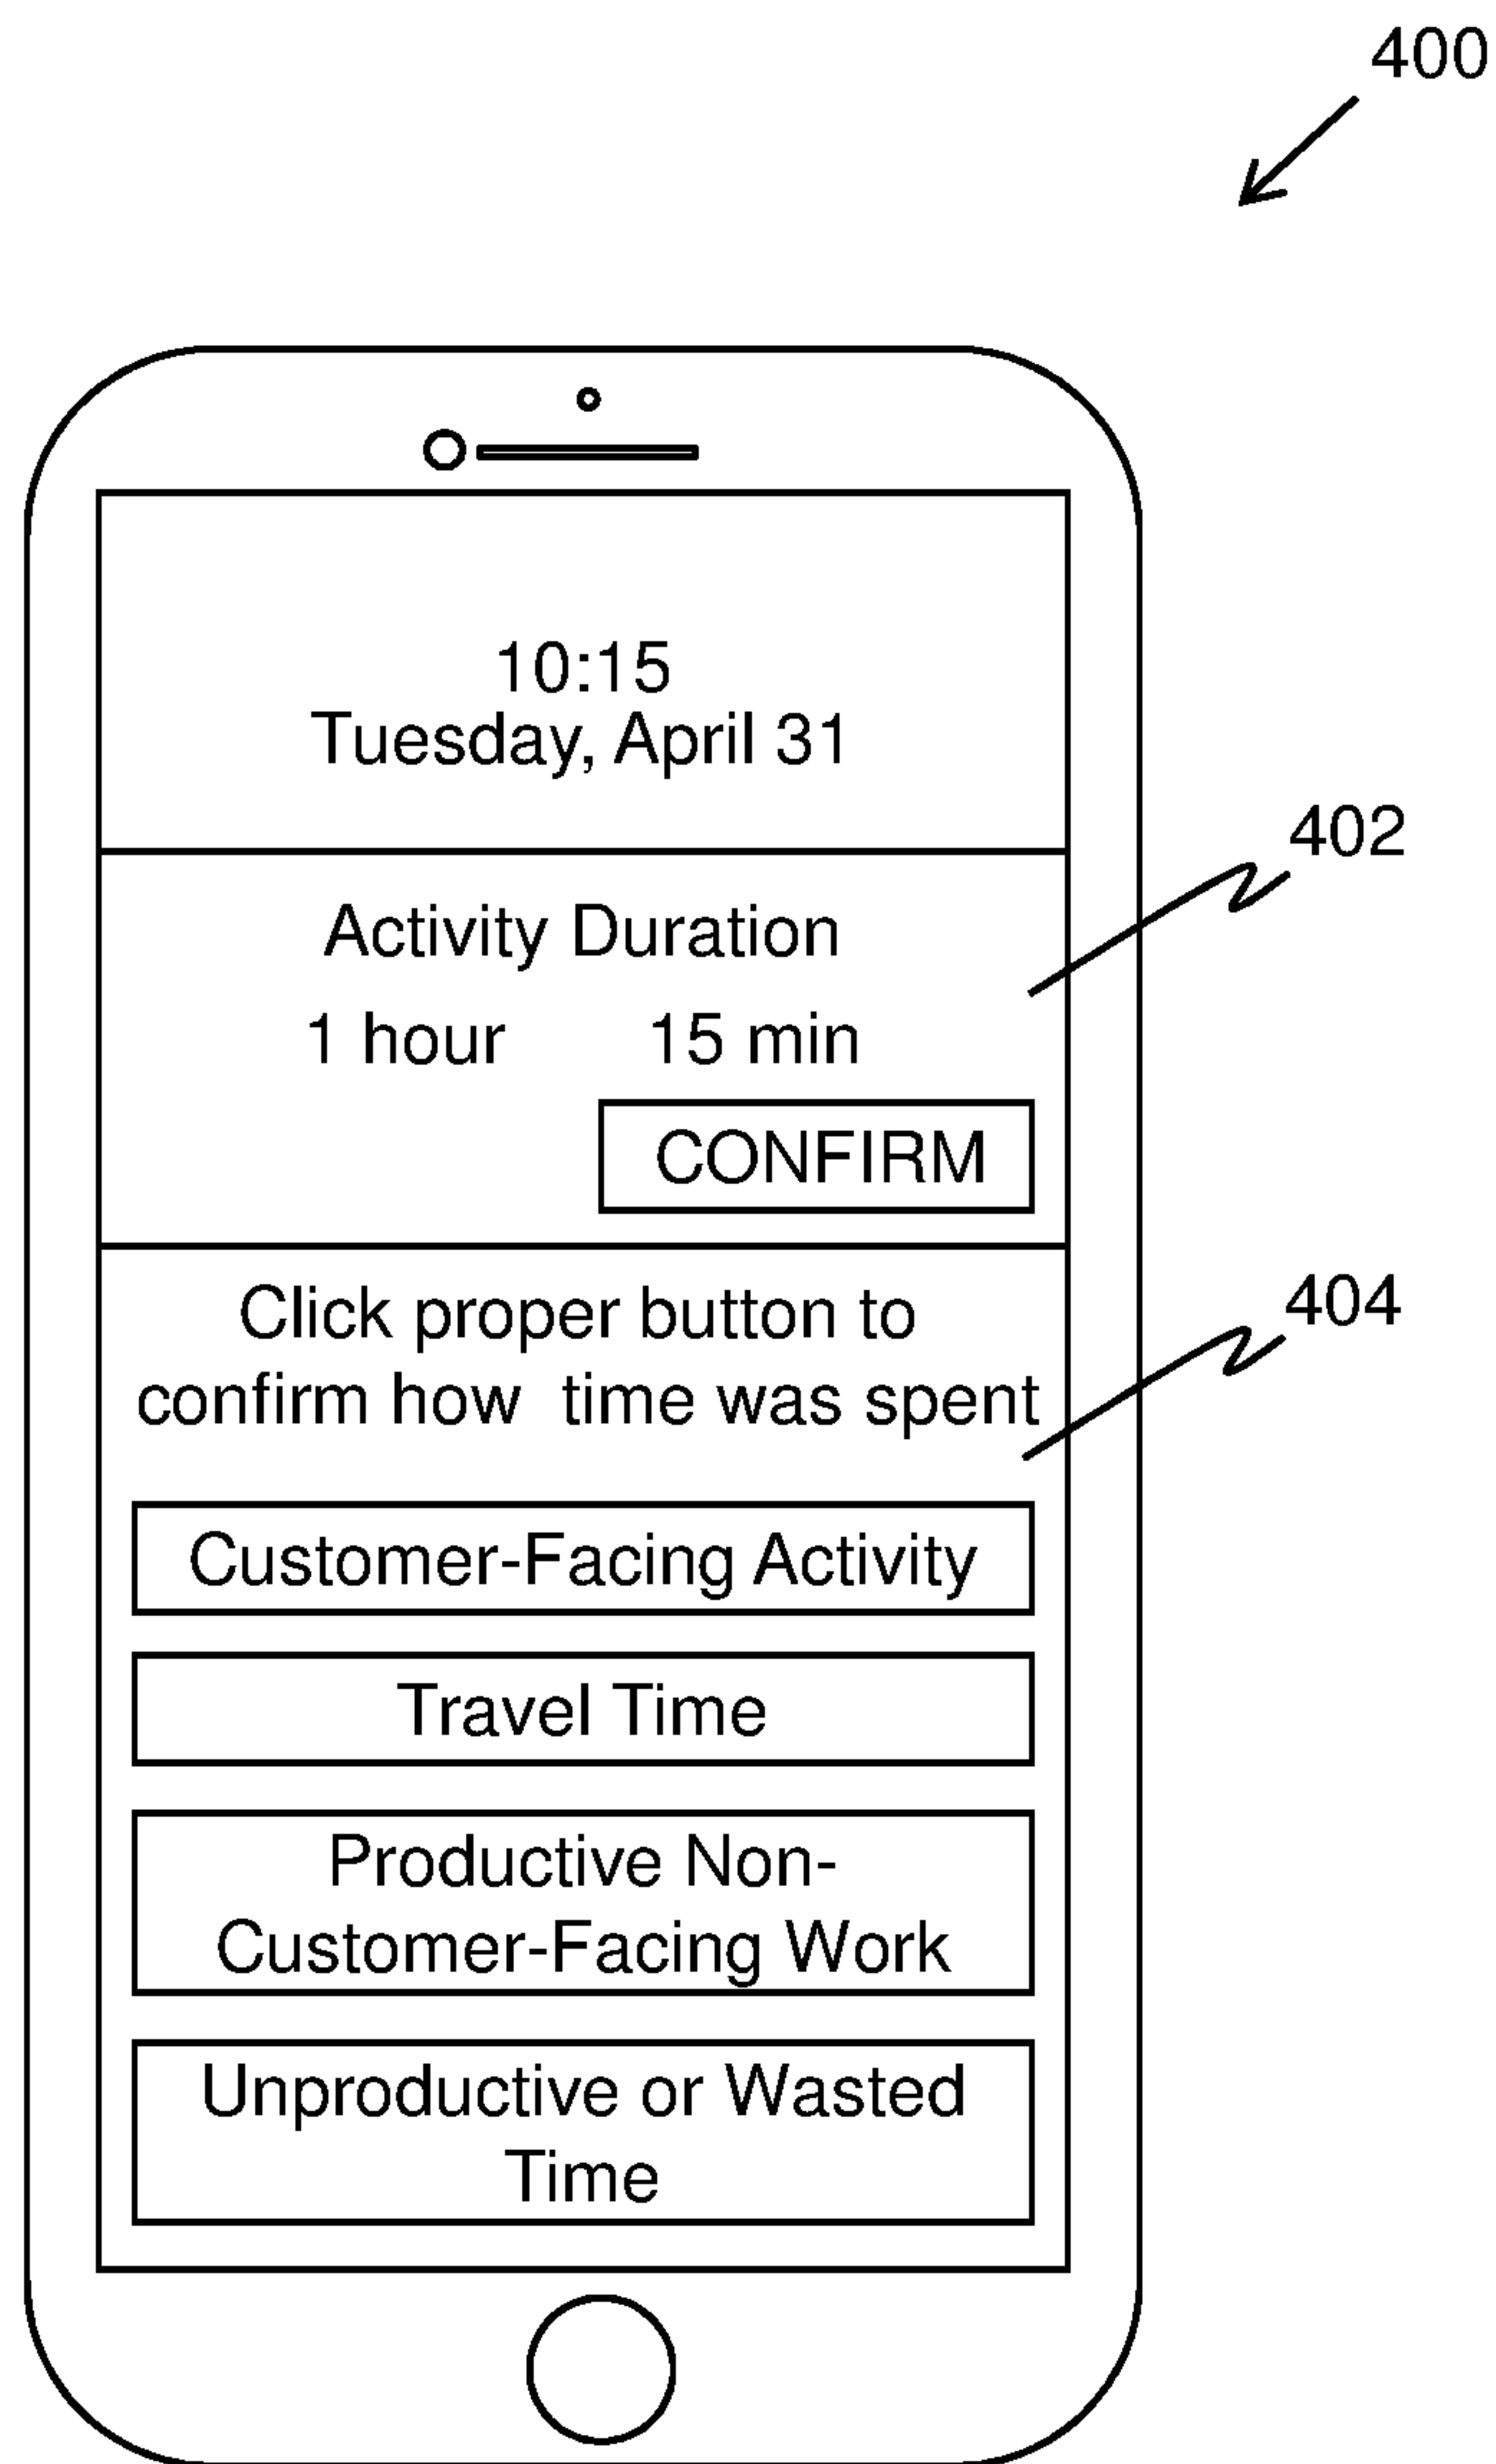 400
10:15
Tuesday, April 31
402
Activity Duration
1 hour 15 min
CONFIRM
404
Click proper button to
confirm how time was spent
Customer-Facing Activity
Travel Time
Productive Non-
Customer-Facing Work
Unproductive or Wasted
Time